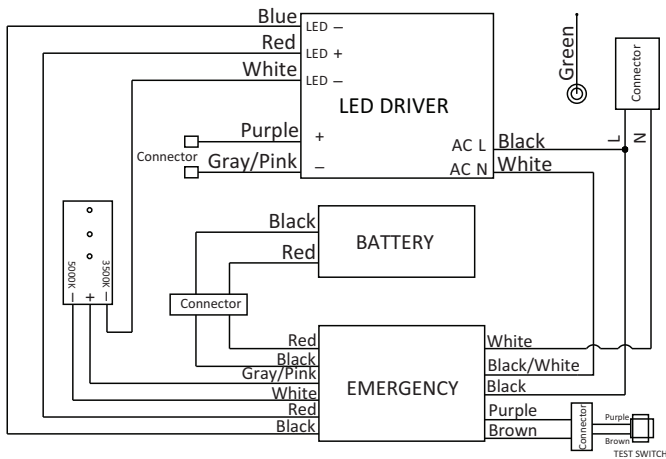 Blue
LED −
Red
LED +
White
LED −
LED DRIVER
Green
Connector
L
N
Purple
+
Connector
Gray/Pink
−
AC L
Black
AC N
White
5000K −
+
3500K −
Black
Red
BATTERY
Connector
Red
Black
Gray/Pink
White
Red
Black
EMERGENCY
White
Black/White
Black
Purple
Brown
Connector
Purple
Brown
TEST SWITCH